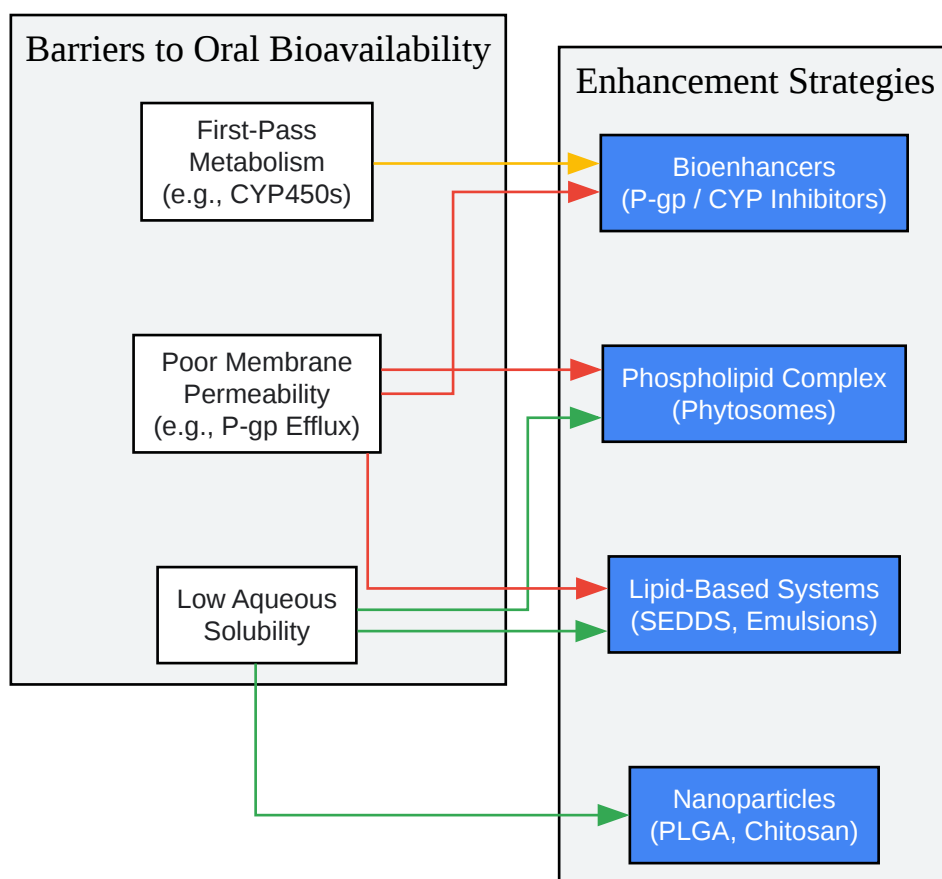 Barriers to Oral Bioavailability
First-Pass
Metabolism
(e.g., CYP450s)
Poor Membrane
Permeability
(e.g., P-gp Efflux)
Low Aqueous
Solubility
Enhancement Strategies
Bioenhancers
(P-gp / CYP Inhibitors)
Phospholipid Complex
(Phytosomes)
Lipid-Based Systems
(SEDDS, Emulsions)
Nanoparticles
(PLGA, Chitosan)